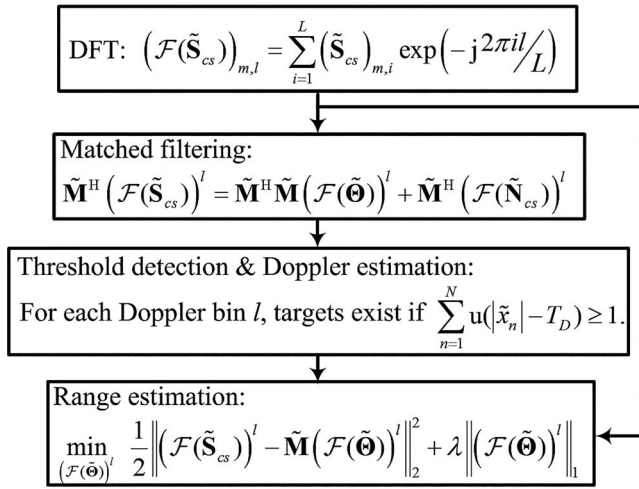 DFT: (ℱ(S̃_cs))_{m,l} = ∑_{i=1}^{L} (S̃_cs)_{m,i} exp(−j2πil/L)
Matched filtering:
M̃^H (ℱ(S̃_cs))^l = M̃^H M̃ (ℱ(Θ̃))^l + M̃^H (ℱ(Ñ_cs))^l
Threshold detection & Doppler estimation:
For each Doppler bin l, targets exist if ∑_{n=1}^{N} u(|x̃_n| − T_D) ≥ 1.
Range estimation:
min_{(ℱ(Θ̃))^l} 1/2 ‖(ℱ(S̃_cs))^l − M̃ (ℱ(Θ̃))^l‖_2^2 + λ‖(ℱ(Θ̃))^l‖_1